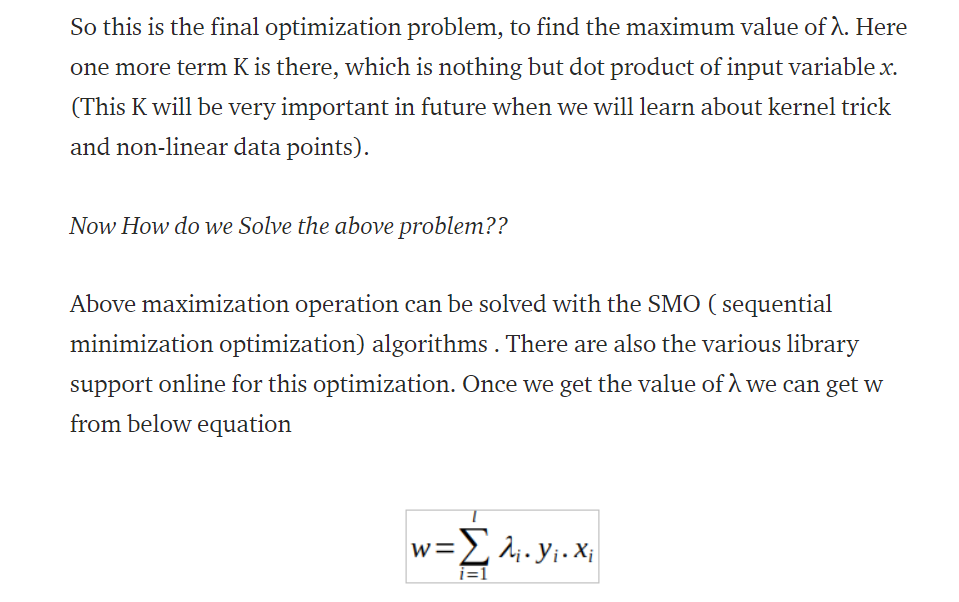 So this is the final optimization problem, to find the maximum value of λ. Here
one more term K is there, which is nothing but dot product of input variable x.
(This K will be very important in future when we will learn about kernel trick
and non-linear data points).
Now How do we Solve the above problem??
Above maximization operation can be solved with the SMO ( sequential
minimization optimization) algorithms . There are also the various library
support online for this optimization. Once we get the value of λ we can get w
from below equation
l
w=∑ λᵢ. yᵢ. xᵢ
i=1